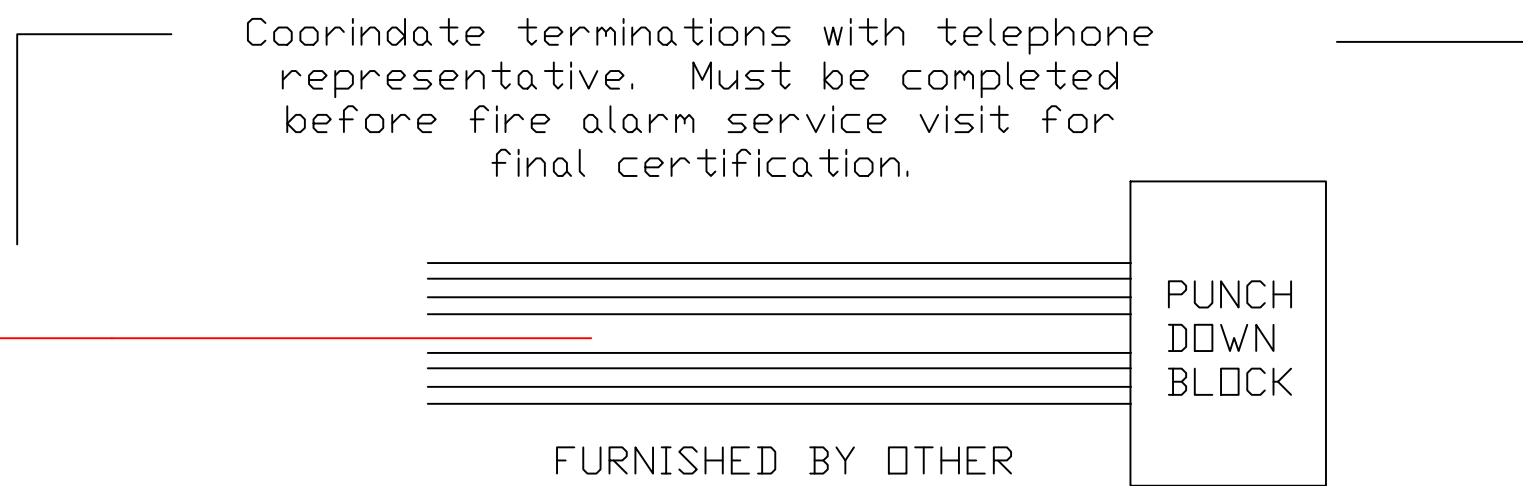 Coorindate terminations with telephone
representative. Must be completed
before fire alarm service visit for
final certification.
PUNCH
DOWN
BLOCK
FURNISHED BY OTHER